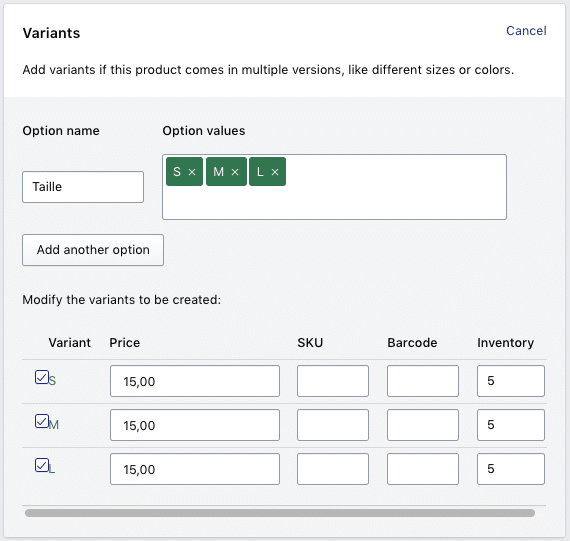 Variants
Cancel
Add variants if this product comes in multiple versions, like different sizes or colors.
Option name
Option values
S ×
M ×
L ×
Taille
Add another option
Modify the variants to be created:
Variant Price SKU Barcode Inventory
S 15,00 5
M 15,00 5
L 15,00 5